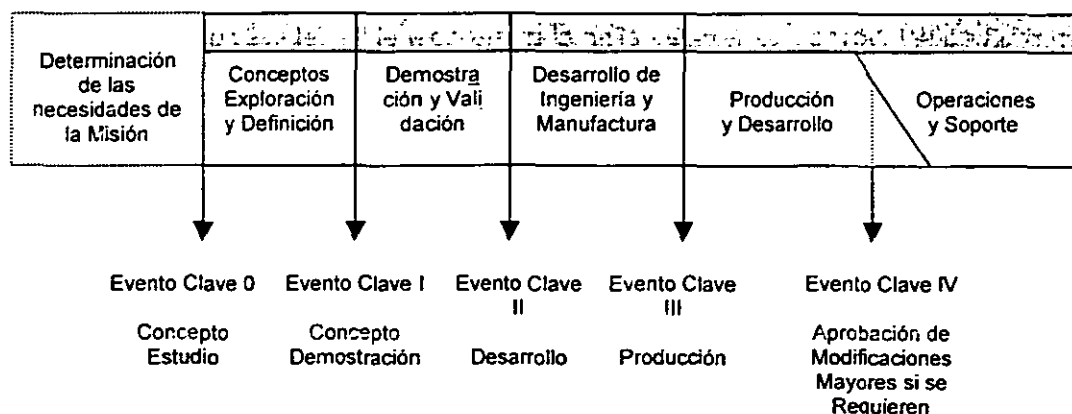 Determinación
de las
necesidades de
la Misión
Conceptos
Exploración
y Definición
Demostra
ción y Vali
dación
Desarrollo de
Ingeniería y
Manufactura
Producción
y Desarrollo
Operaciones
y Soporte
Evento Clave 0
Concepto
Estudio
Evento Clave I
Concepto
Demostración
Evento Clave
II
Desarrollo
Evento Clave
III
Producción
Evento Clave IV
Aprobación de
Modificaciones
Mayores si se
Requieren